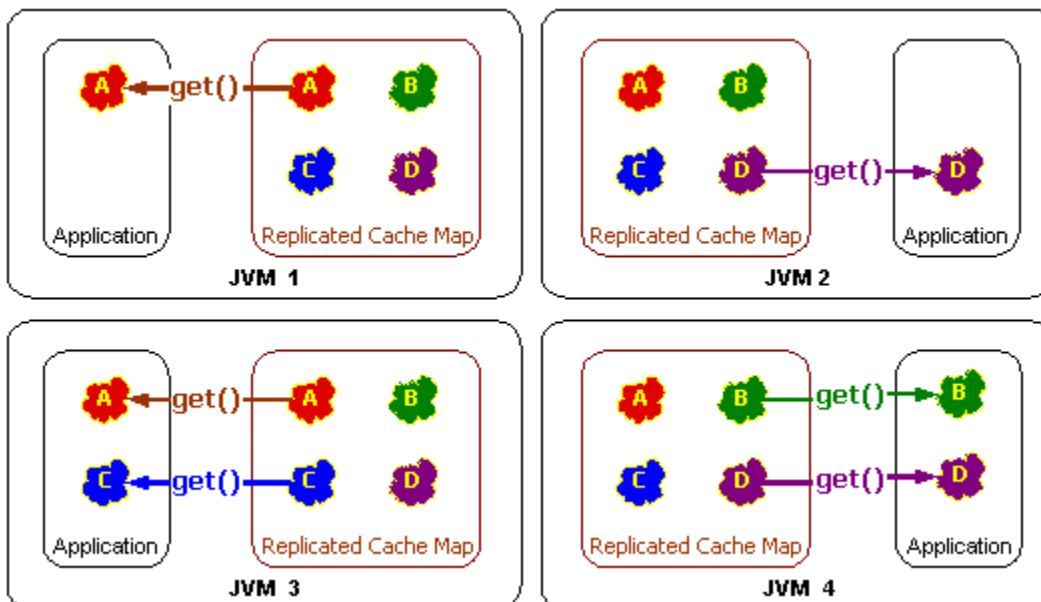 A get() A B
C D
Application Replicated Cache Map
JVM 1
A B
C D get() D
Replicated Cache Map Application
JVM 2
A get() A B
C get() C D
Application Replicated Cache Map
JVM 3
A B get() B
C D get() D
Replicated Cache Map Application
JVM 4